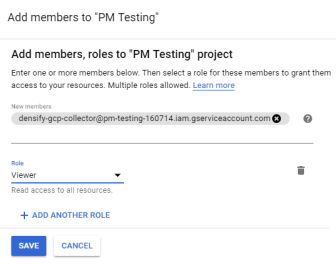 Add members to "PM Testing"
Add members, roles to "PM Testing" project
Enter one or more members below. Then select a role for these members to grant them
access to your resources. Multiple roles allowed. Learn more
New members
densify-gcp-collector@pm-testing-160714.iam.gserviceaccount.com
Role
Viewer
Read access to all resources.
+ ADD ANOTHER ROLE
SAVE CANCEL